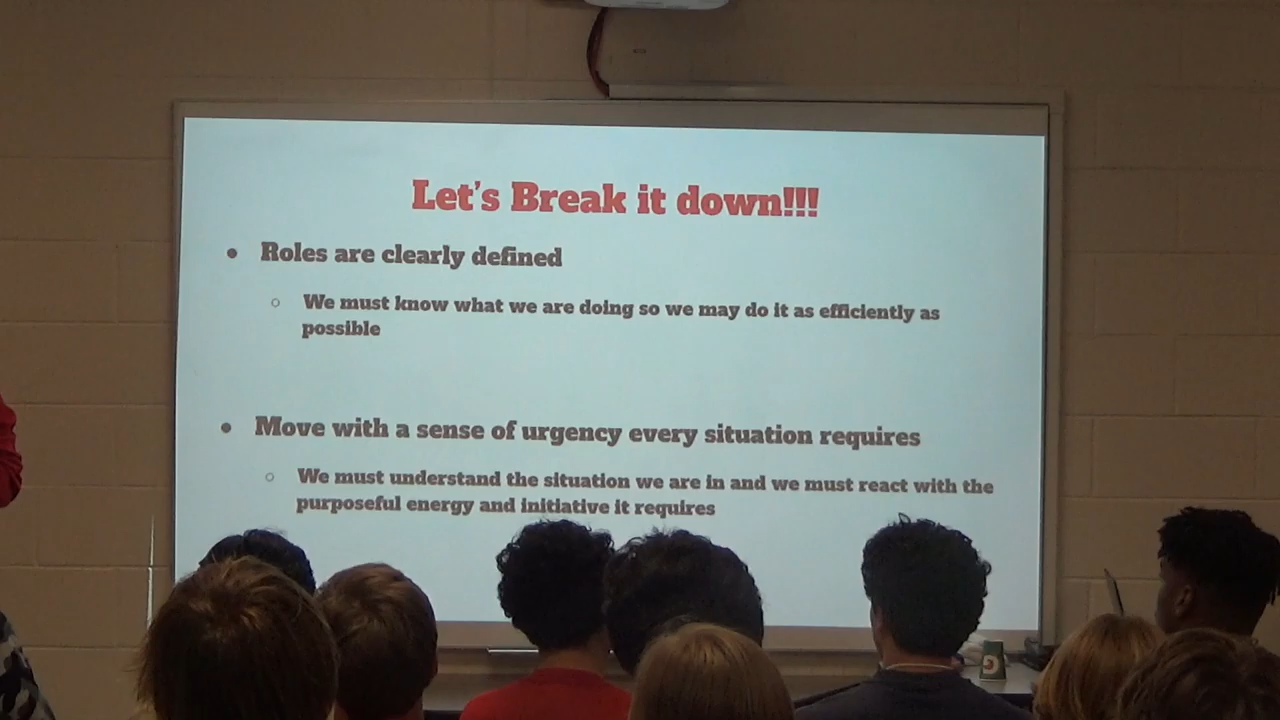 Let's Break it down!!!
● Roles are clearly defined
○ We must know what we are doing so we may do it as efficiently as
possible
● Move with a sense of urgency every situation requires
○ We must understand the situation we are in and we must react with the
purposeful energy and initiative it requires